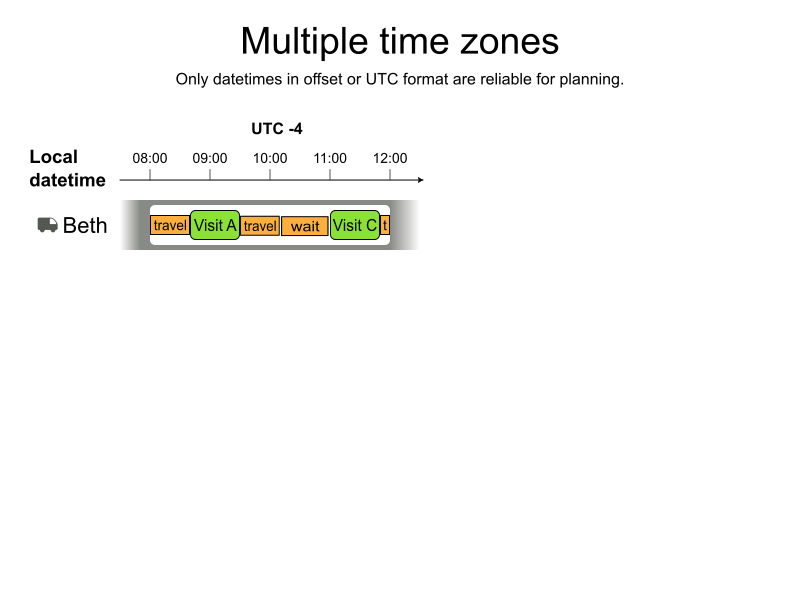 Multiple time zones
Only datetimes in offset or UTC format are reliable for planning.
UTC -4
Local datetime
08:00 09:00 10:00 11:00 12:00
Beth
travel Visit A travel wait Visit C t